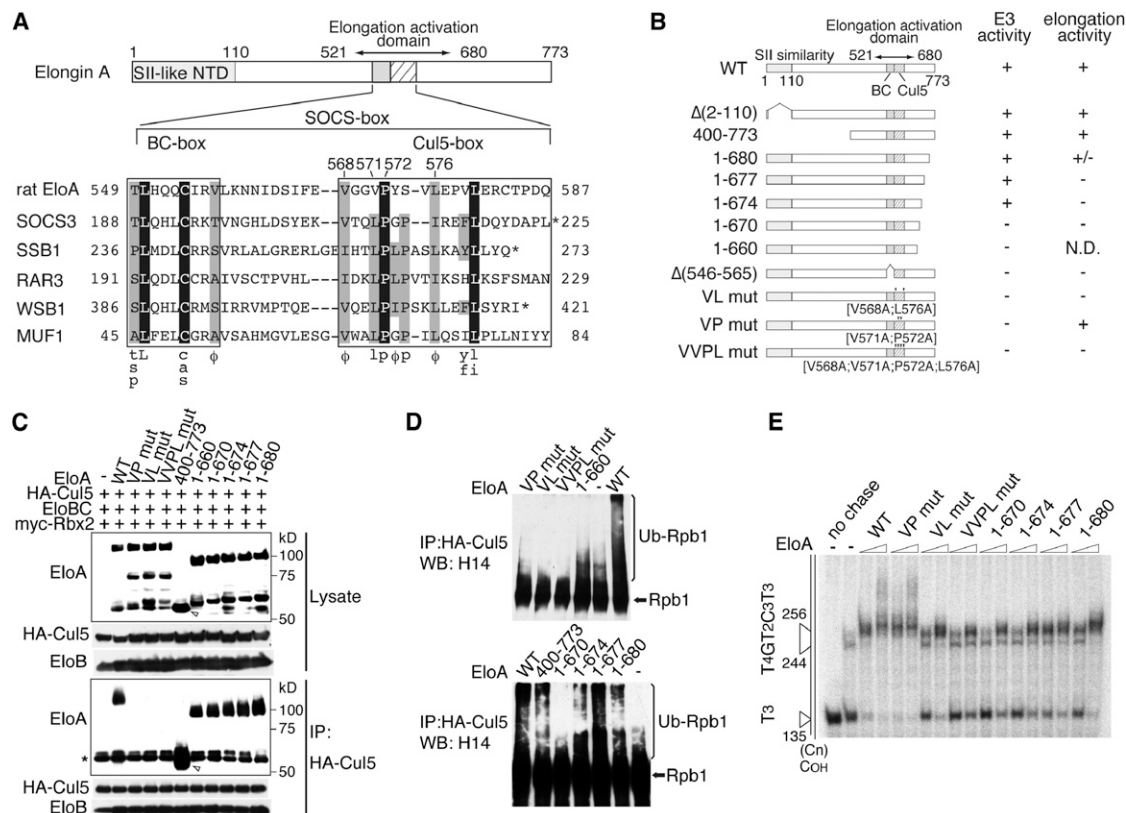 A
Elongation activation
domain
1 110 521 680 773
Elongin A
SII-like NTD
SOCS-box
BC-box Cul5-box
568 571 572 576
rat EloA 549 TLHQQCIRVLKNNIDSIFE--VGGVPYS-VLEPVLERCTPDQ 587
SOCS3 188 TLQHLCRKTVNGHLDSYEK--VTQLPGP-IREFLDQYDAPL* 225
SSB1 236 PLMDLCRRSVRLALGRERLGEIHTLPLPASLKAYLLYQ* 273
RAR3 191 SLQDLCCRAIVSCTPVHL---IDKLPLPVTIKSHLKSFSMAN 229
WSB1 386 SLQHLCRMSIRRVMPTQE---VQELPIPSKLLEFLSYRI* 421
MUF1 45 ALFELCGRAVSAHMGVLESG-VWALPGP-ILQSILPLLNIYY 84
tL c ϕ ϕ lp ϕp ϕ yl
s a fi
p s
B
Elongation activation
domain
E3
activity
elongation
activity
SII similarity
521 680
WT + +
1 110 BC Cul5 773
Δ(2-110) + +
400-773 + +
1-680 + +/-
1-677 + -
1-674 + -
1-670 - -
1-660 - N.D.
Δ(546-565) - -
VL mut - -
[V568A;L576A]
VP mut - +
[V571A;P572A]
VVPL mut - -
[V568A;V571A;P572A;L576A]
C
EloA - WT VP mut VL mut VVPL mut 400-773 1-660 1-670 1-674 1-677 1-680
HA-Cul5 + + + + + + + + + + +
EloBC + + + + + + + + + + +
myc-Rbx2 + + + + + + + + + + +
kD
EloA
100
75
50
Lysate
HA-Cul5
EloB
kD
EloA
100
75
*
50
IP:
HA-Cul5
HA-Cul5
EloB
D
EloA VP mut VL mut VVPL mut 1-660 - WT
IP:HA-Cul5
WB: H14
Ub-Rpb1
Rpb1
EloA WT 400-773 1-670 1-674 1-677 1-680 -
IP:HA-Cul5
WB: H14
Ub-Rpb1
Rpb1
E
EloA no chase - WT VP mut VL mut VVPL mut 1-670 1-674 1-677 1-680
T4GT2C3T3
256
244
T3
135
(Cn)
COH